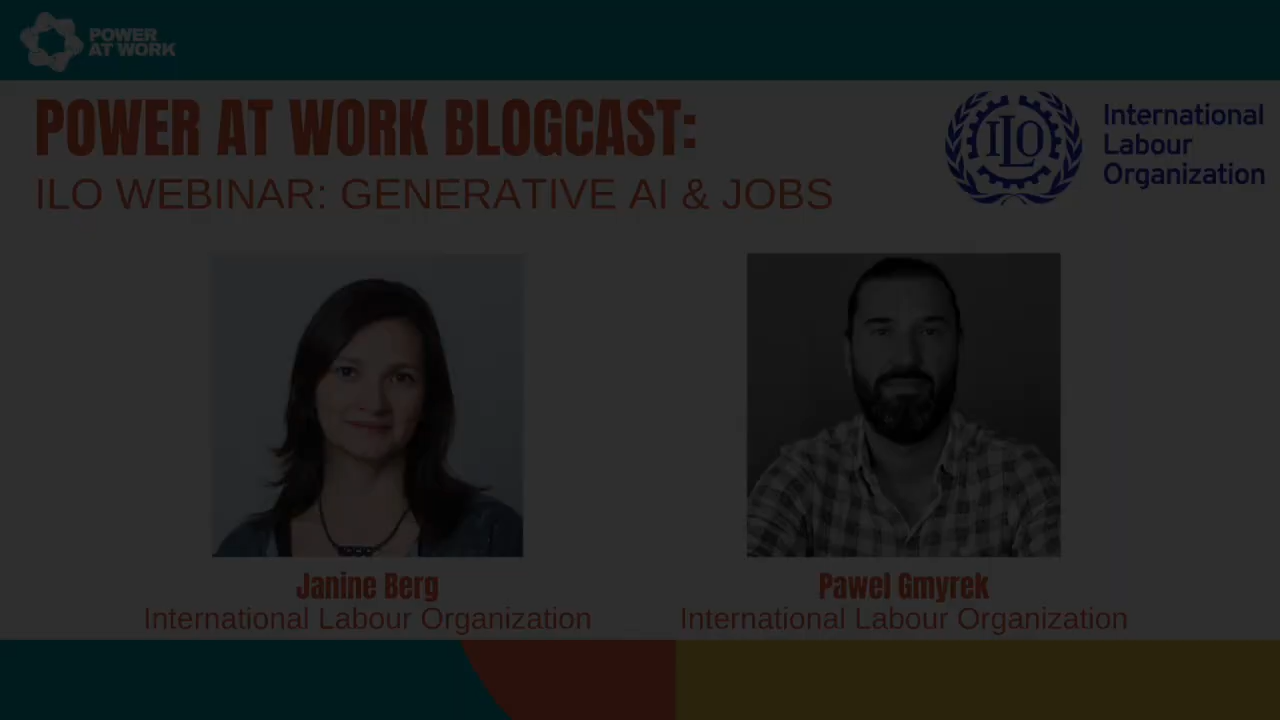 POWER
AT WORK
POWER AT WORK BLOGCAST:
ILO WEBINAR: GENERATIVE AI & JOBS
ILO
International
Labour
Organization
Janine Berg
International Labour Organization
Pawel Gmyrek
International Labour Organization